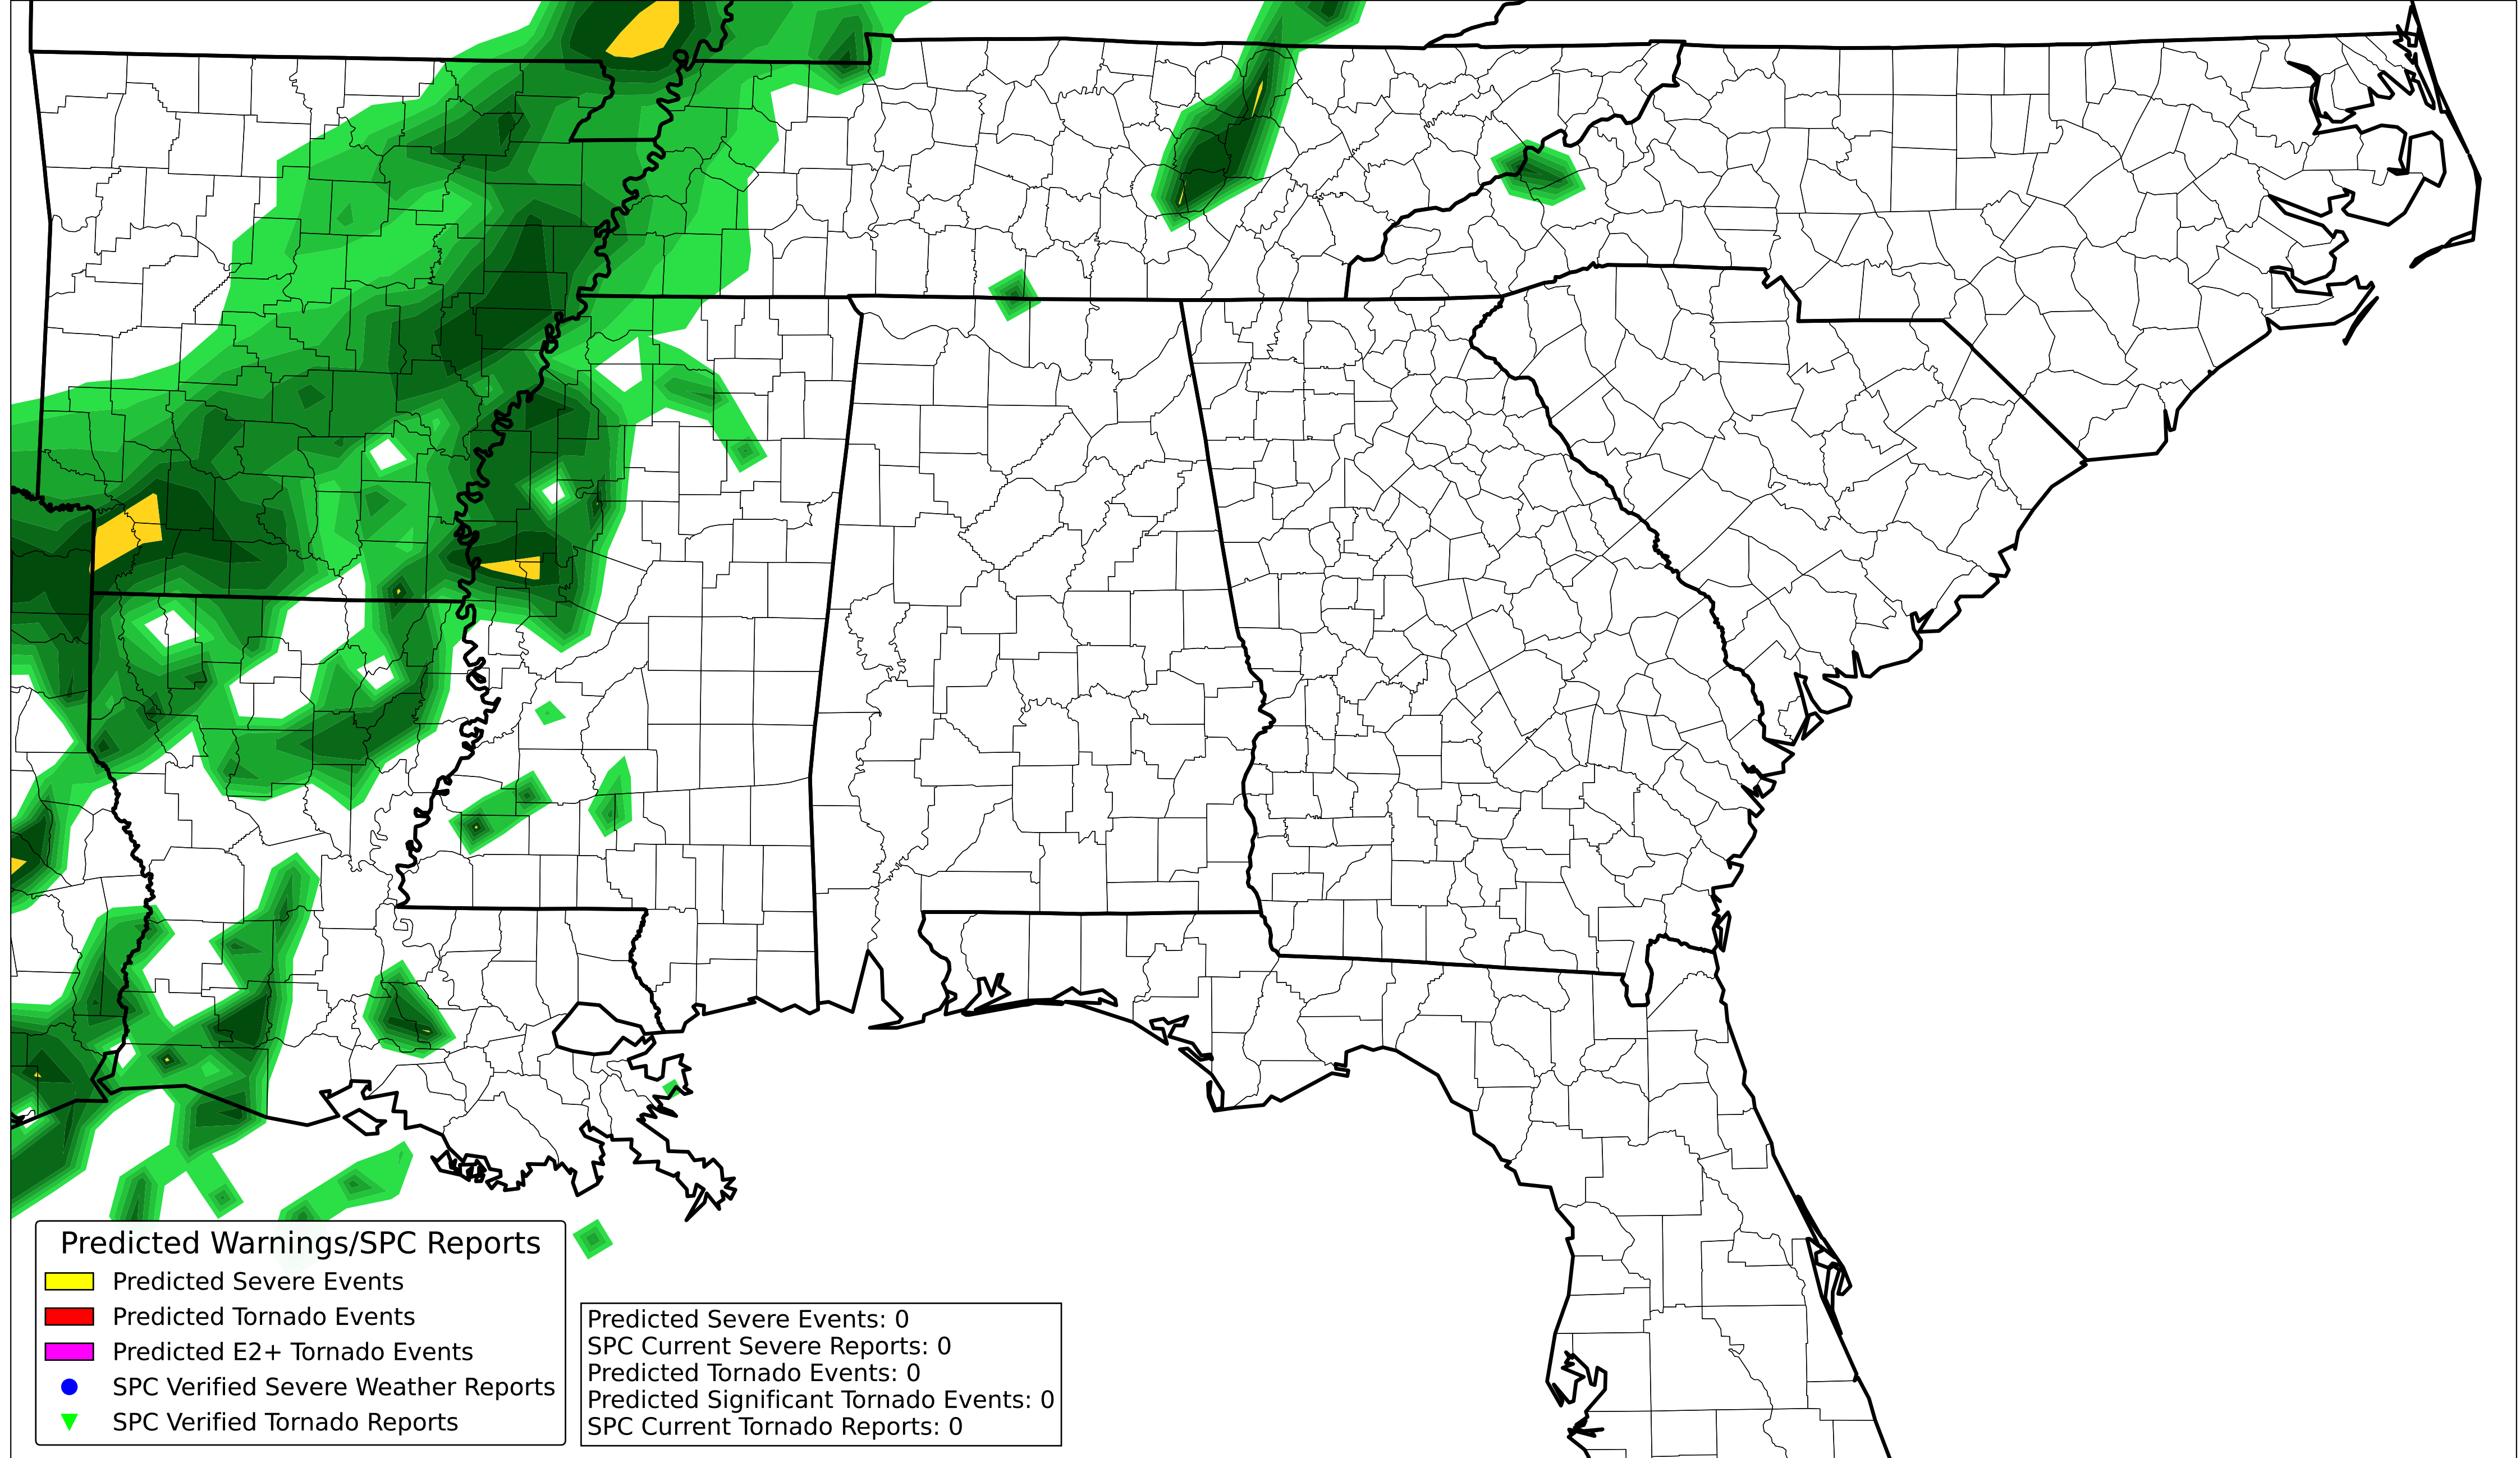 Predicted Warnings/SPC Reports
Predicted Severe Events
Predicted Tornado Events
Predicted E2+ Tornado Events
SPC Verified Severe Weather Reports
SPC Verified Tornado Reports
Predicted Severe Events: 0
SPC Current Severe Reports: 0
Predicted Tornado Events: 0
Predicted Significant Tornado Events: 0
SPC Current Tornado Reports: 0